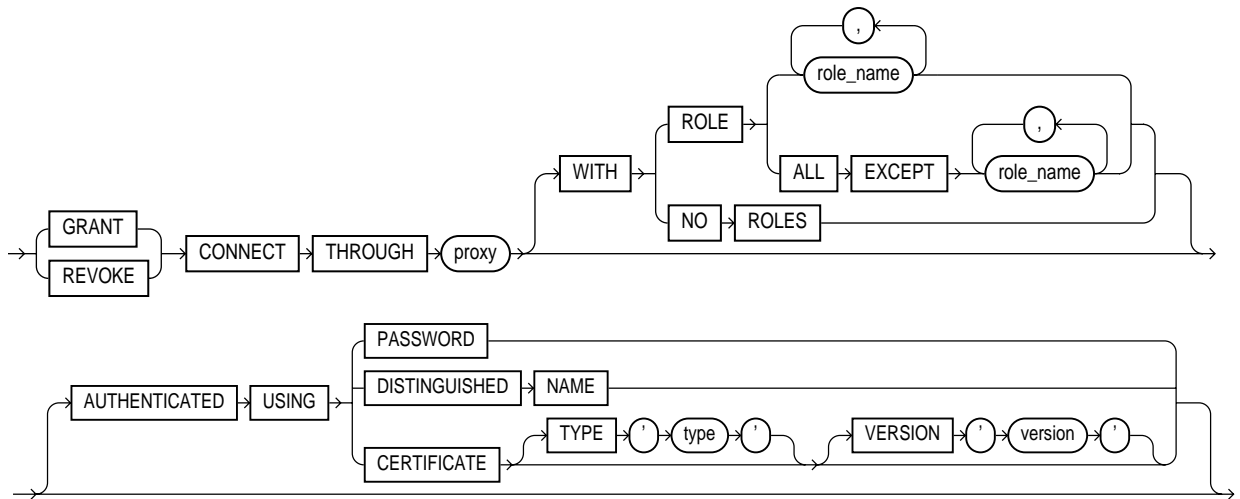 ,
role_name
ROLE
,
WITH ALL EXCEPT role_name
GRANT NO ROLES
CONNECT THROUGH proxy
REVOKE
PASSWORD
DISTINGUISHED NAME
AUTHENTICATED USING
TYPE ' type ' VERSION ' version '
CERTIFICATE